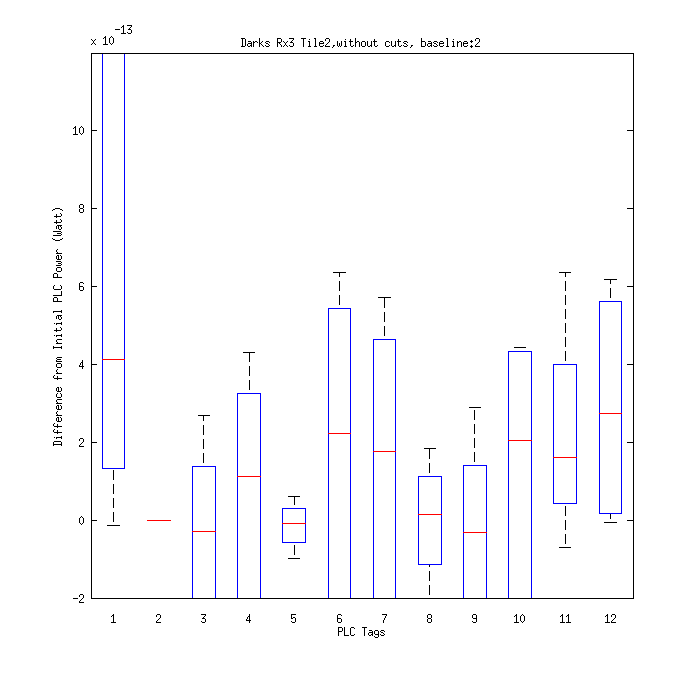 x 10 -13
Darks Rx3 Tile2,without cuts, baseline:2
Difference from Initial PLC Power (Watt)
10
8
6
4
2
0
-2
1 2 3 4 5 6 7 8 9 10 11 12
PLC Tags